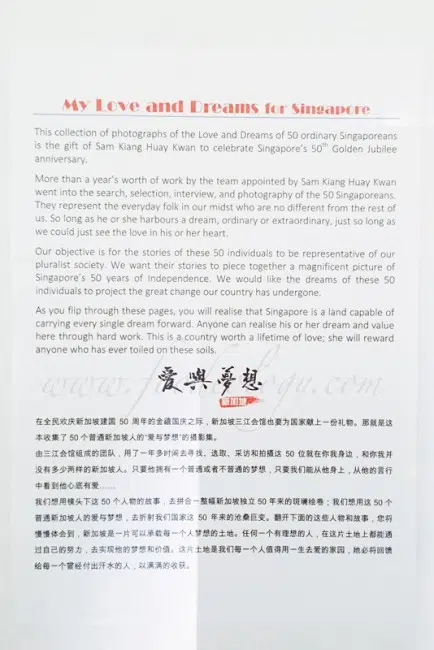 My Love and Dreams for Singapore
This collection of photographs of the Love and Dreams of 50 ordinary Singaporeans
is the gift of Sam Kiang Huay Kwan to celebrate Singapore's 50th Golden Jubilee
anniversary.
More than a year's worth of work by the team appointed by Sam Kiang Huay Kwan
went into the search, selection, interview, and photography of the 50 Singaporeans.
They represent the everyday folk in our midst who are no different from the rest of
us. So long as he or she harbours a dream, ordinary or extraordinary, just so long as
we could just see the love in his or her heart.
Our objective is for the stories of these 50 individuals to be representative of our
pluralist society. We want their stories to piece together a magnificent picture of
Singapore's 50 years of Independence. We would like the dreams of these 50
individuals to project the great change our country has undergone.
As you flip through these pages, you will realise that Singapore is a land capable of
carrying every single dream forward. Anyone can realise his or her dream and value
here through hard work. This is a country worth a lifetime of love; she will reward
anyone who has ever toiled on these soils.
愛與夢想
新加坡
在全民欢庆新加坡建国 50 周年的金禧国庆之际，新加坡三江会馆也要为国家献上一份礼物。那就是这
本收集了 50 个普通新加坡人的“爱与梦想”的摄影集。
由三江会馆组成的团队，用了一年多时间去寻找、选取、采访和拍摄这 50 位就在你我身边，和你我并
没有多少两样的新加坡人。只要他拥有一个普通或者不普通的梦想，只要我们能从他身上，从他的言行
中看到他心底有爱……
我们想用镜头下这 50 个人物的故事，去拼合一整幅新加坡独立 50 年来的斑斓绘卷；我们想用这 50 个
普通新加坡人的爱与梦想，去折射我们国家这 50 年来的沧桑巨变。翻开下面的这些人物和故事，您将
慢慢体会到，新加坡是一片可以承载每一个人梦想的土地。任何一个有理想的人，在这片土地上都能通
过自己的努力，去实现他的梦想和价值。这片土地是我们每一个人值得用一生去爱的家园，她必将回馈
给每一个曾经付出汗水的人，以满满的收获。